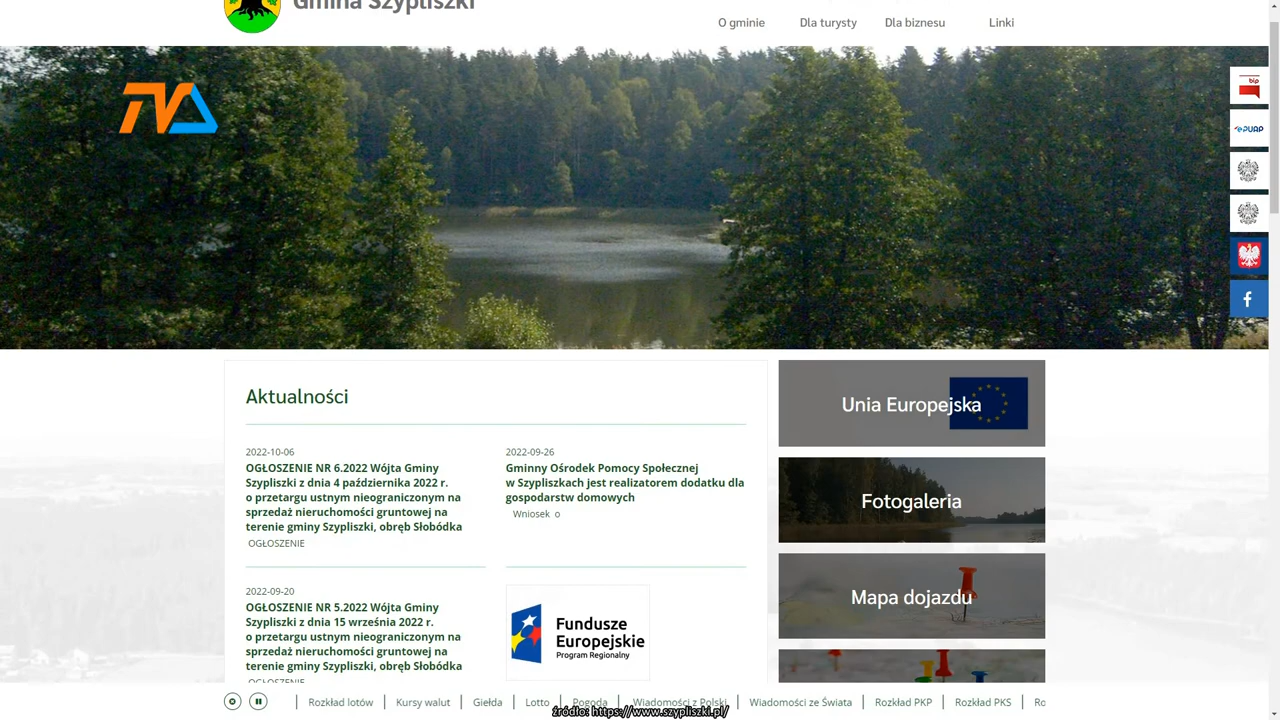 Gmina Szypliszki
O gminie
Dla turysty
Dla biznesu
Linki
TVA
bip
ePUAP
Aktualności
Unia Europejska
2022-10-06
OGŁOSZENIE NR 6.2022 Wójta Gminy
Szypliszki z dnia 4 października 2022 r.
o przetargu ustnym nieograniczonym na
sprzedaż nieruchomości gruntowej na
terenie gminy Szypliszki, obręb Słobódka
OGŁOSZENIE
2022-09-26
Gminny Ośrodek Pomocy Społecznej
w Szypliszkach jest realizatorem dodatku dla
gospodarstw domowych
Wniosek o
Fotogaleria
Mapa dojazdu
2022-09-20
OGŁOSZENIE NR 5.2022 Wójta Gminy
Szypliszki z dnia 15 września 2022 r.
o przetargu ustnym nieograniczonym na
sprzedaż nieruchomości gruntowej na
terenie gminy Szypliszki, obręb Słobódka
OGŁOSZENIE
Fundusze
Europejskie
Program Regionalny
Rozkład lotów
Kursy walut
Giełda
Lotto
Pogoda
Wiadomości z Polski
Wiadomości ze Świata
Rozkład PKP
Rozkład PKS
Ro
źródło: https://www.szypliszki.pl/